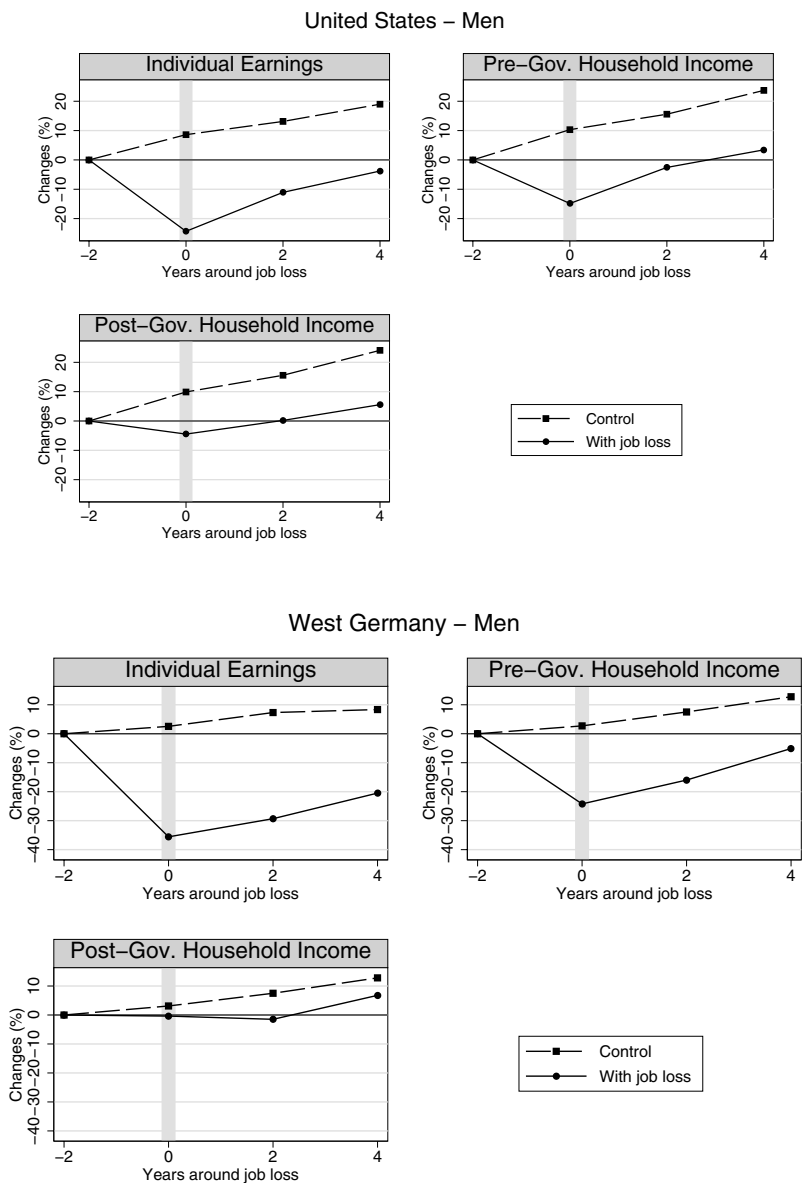 United States – Men
Individual Earnings
Changes (%)
20
10
0
−10
−20
−2
0
2
4
Years around job loss
Pre−Gov. Household Income
Changes (%)
20
10
0
−10
−20
−2
0
2
4
Years around job loss
Post−Gov. Household Income
Changes (%)
20
10
0
−10
−20
−2
0
2
4
Years around job loss
Control
With job loss
West Germany – Men
Individual Earnings
Changes (%)
10
0
−10
−20
−30
−40
−2
0
2
4
Years around job loss
Pre−Gov. Household Income
Changes (%)
10
0
−10
−20
−30
−40
−2
0
2
4
Years around job loss
Post−Gov. Household Income
Changes (%)
10
0
−10
−20
−30
−40
−2
0
2
4
Years around job loss
Control
With job loss